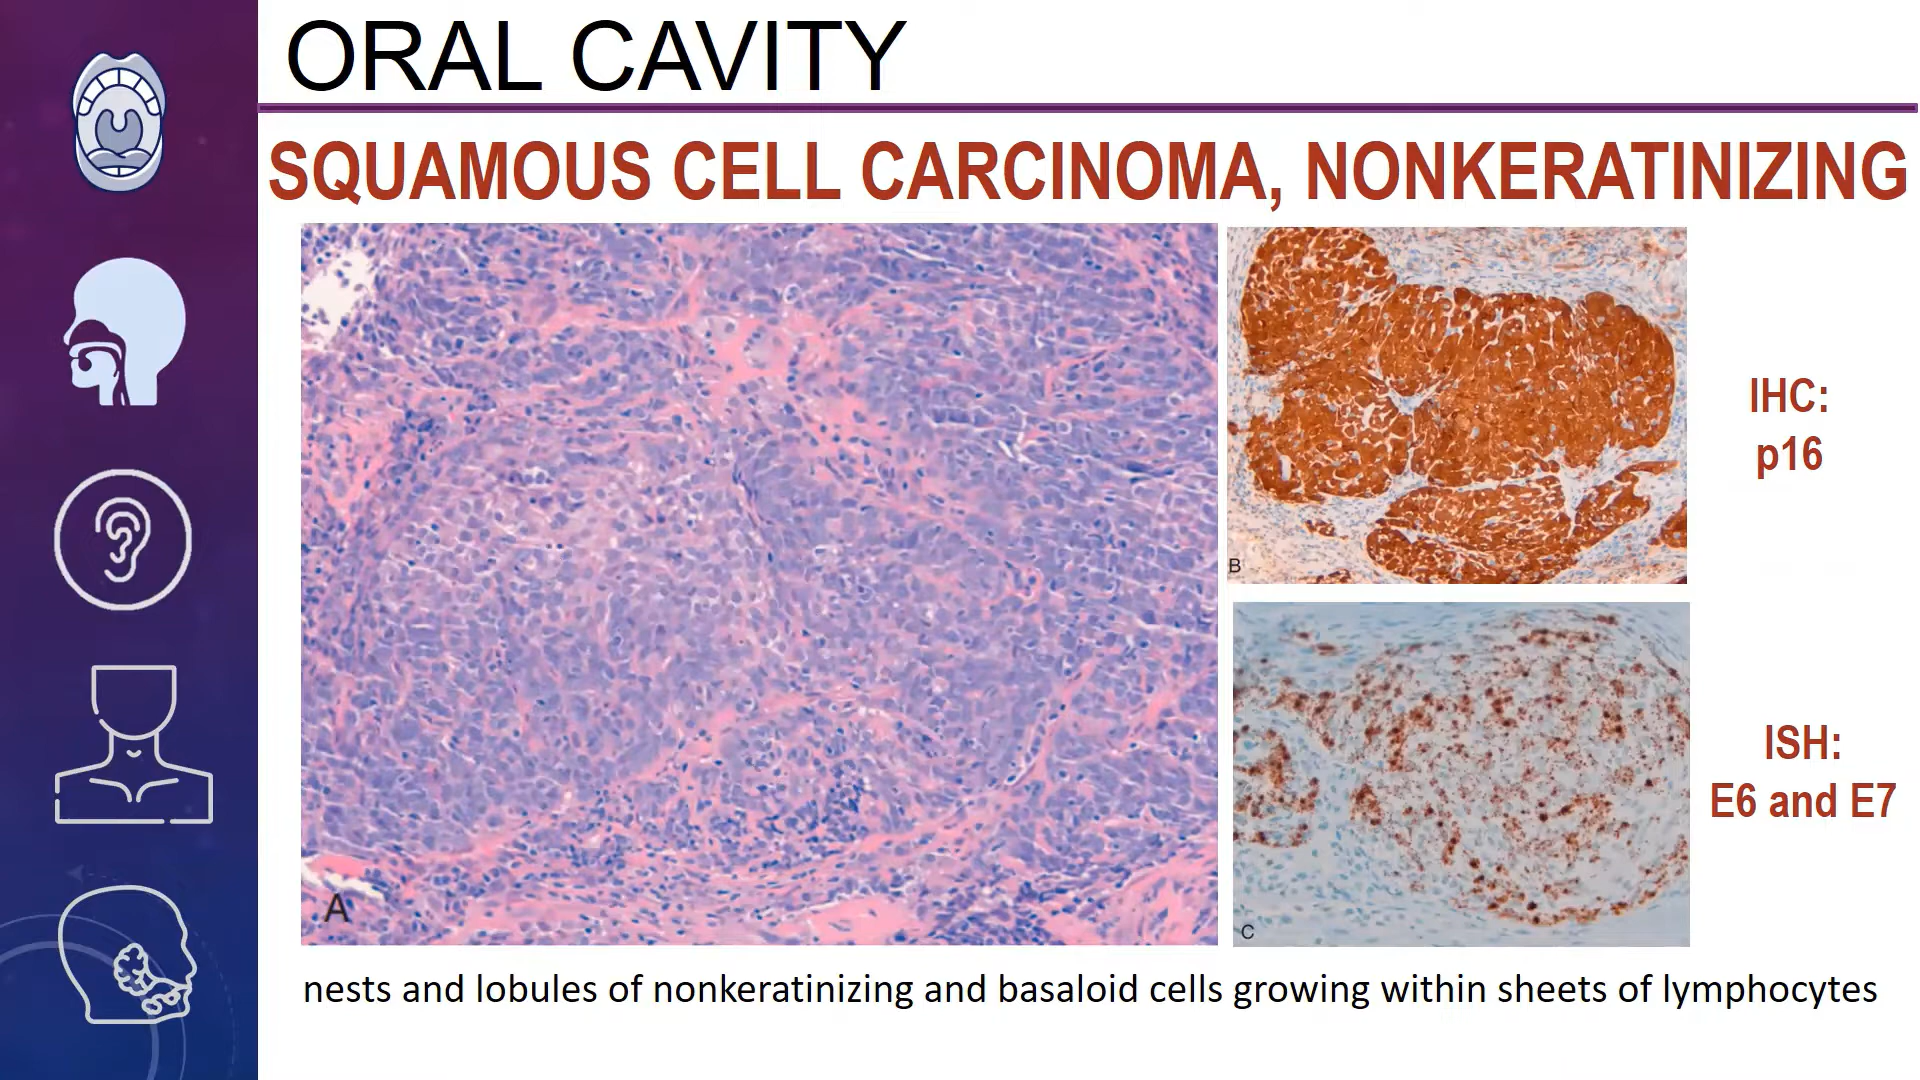 ORAL CAVITY
SQUAMOUS CELL CARCINOMA, NONKERATINIZING
IHC:
p16
B
ISH:
E6 and E7
A
C
nests and lobules of nonkeratinizing and basaloid cells growing within sheets of lymphocytes